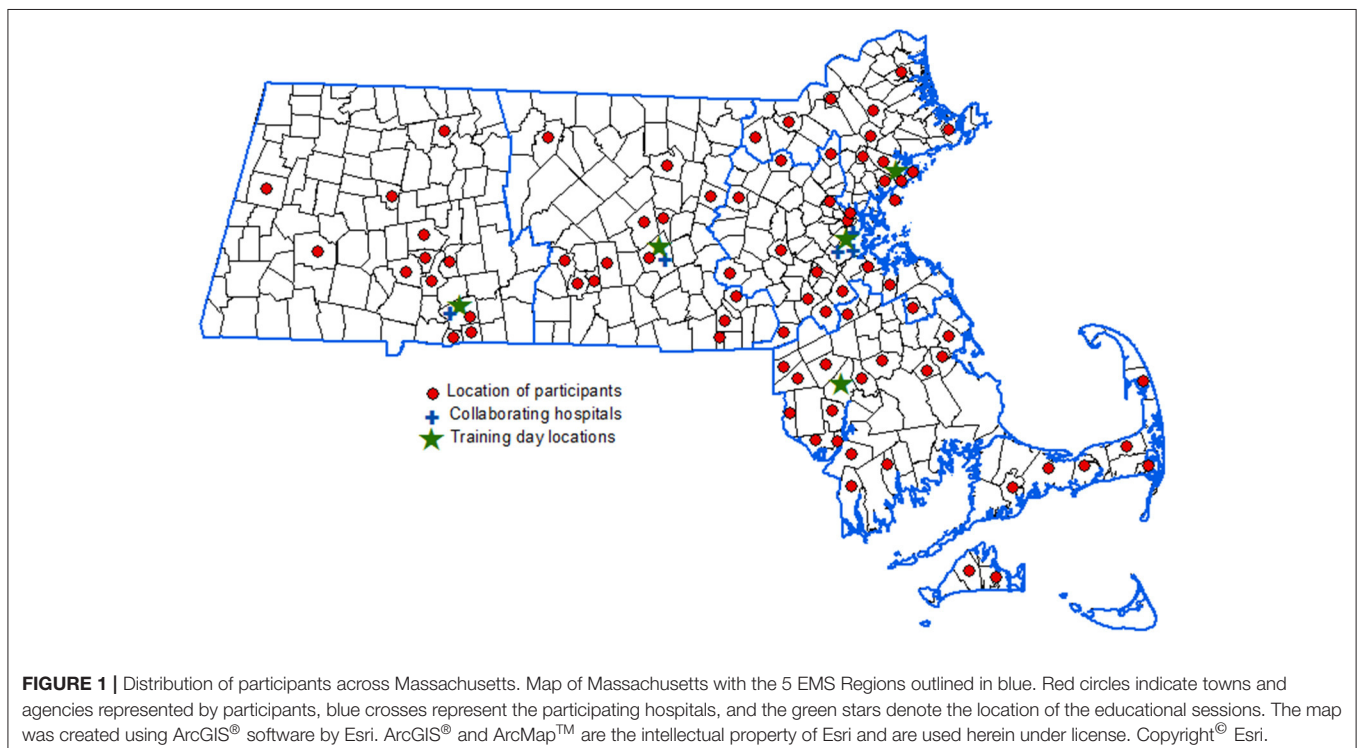 Location of participants
Collaborating hospitals
Training day locations
FIGURE 1 | Distribution of participants across Massachusetts. Map of Massachusetts with the 5 EMS Regions outlined in blue. Red circles indicate towns and
agencies represented by participants, blue crosses represent the participating hospitals, and the green stars denote the location of the educational sessions. The map
was created using ArcGIS® software by Esri. ArcGIS® and ArcMap™ are the intellectual property of Esri and are used herein under license. Copyright© Esri.